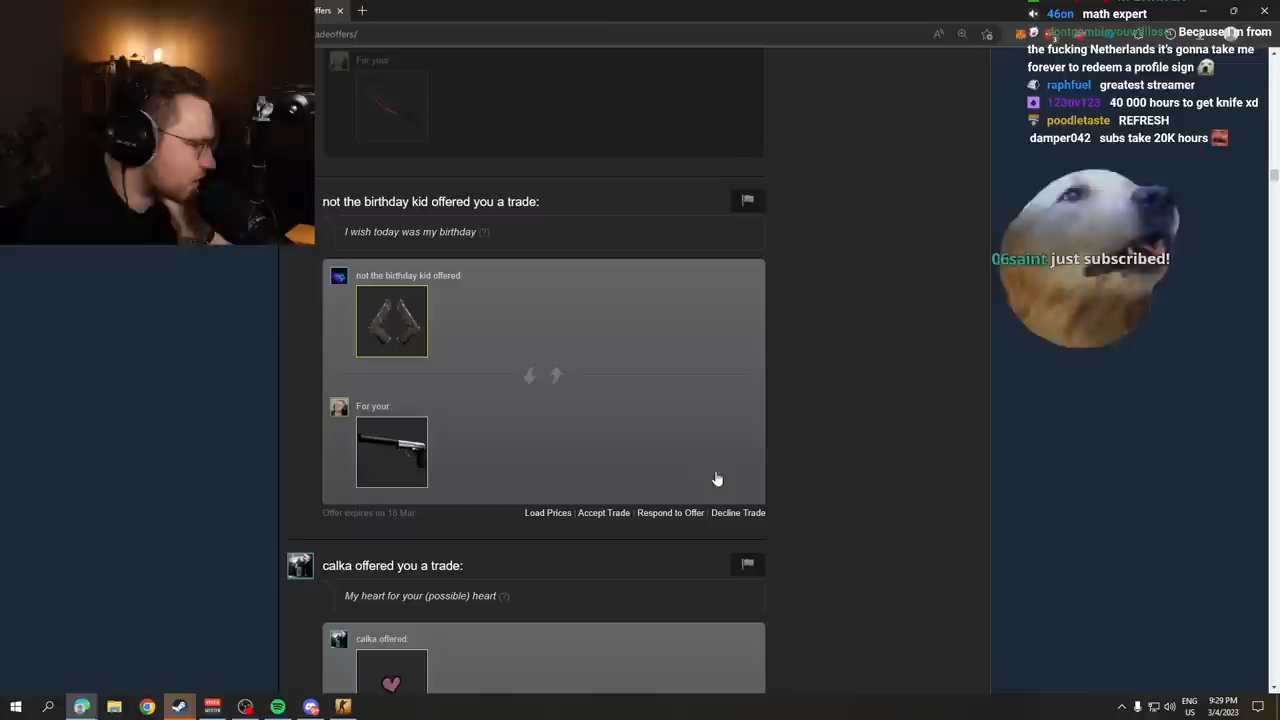 ffers
adeoffers/
46on math expert
dontgambleyouwilllose Because I'm from
the fucking Netherlands it's gonna take me
forever to redeem a profile sign
raphfuel greatest streamer
40 000 hours to get knife xd
poodletaste REFRESH
damper042 subs take 20K hours
06saint just subscribed!
For your
not the birthday kid offered you a trade:
I wish today was my birthday (?)
not the birthday kid offered:
For your:
Offer expires on 18 Mar
Load Prices | Accept Trade | Respond to Offer | Decline Trade
calka offered you a trade:
My heart for your (possible) heart (?)
calka offered:
ENG
US
9:29 PM
3/4/2023